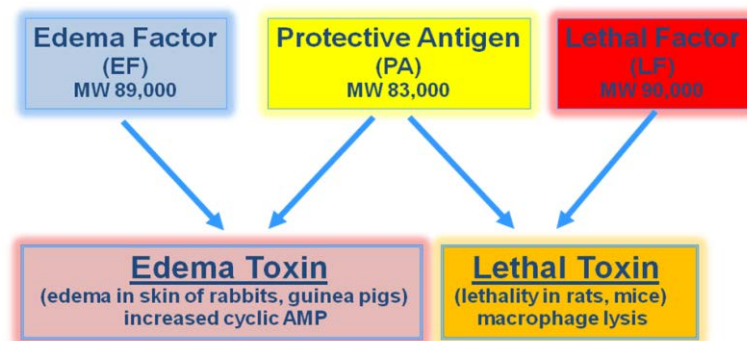 Edema Factor
(EF)
MW 89,000
Protective Antigen
(PA)
MW 83,000
Lethal Factor
(LF)
MW 90,000
Edema Toxin
(edema in skin of rabbits, guinea pigs)
increased cyclic AMP
Lethal Toxin
(lethality in rats, mice)
macrophage lysis